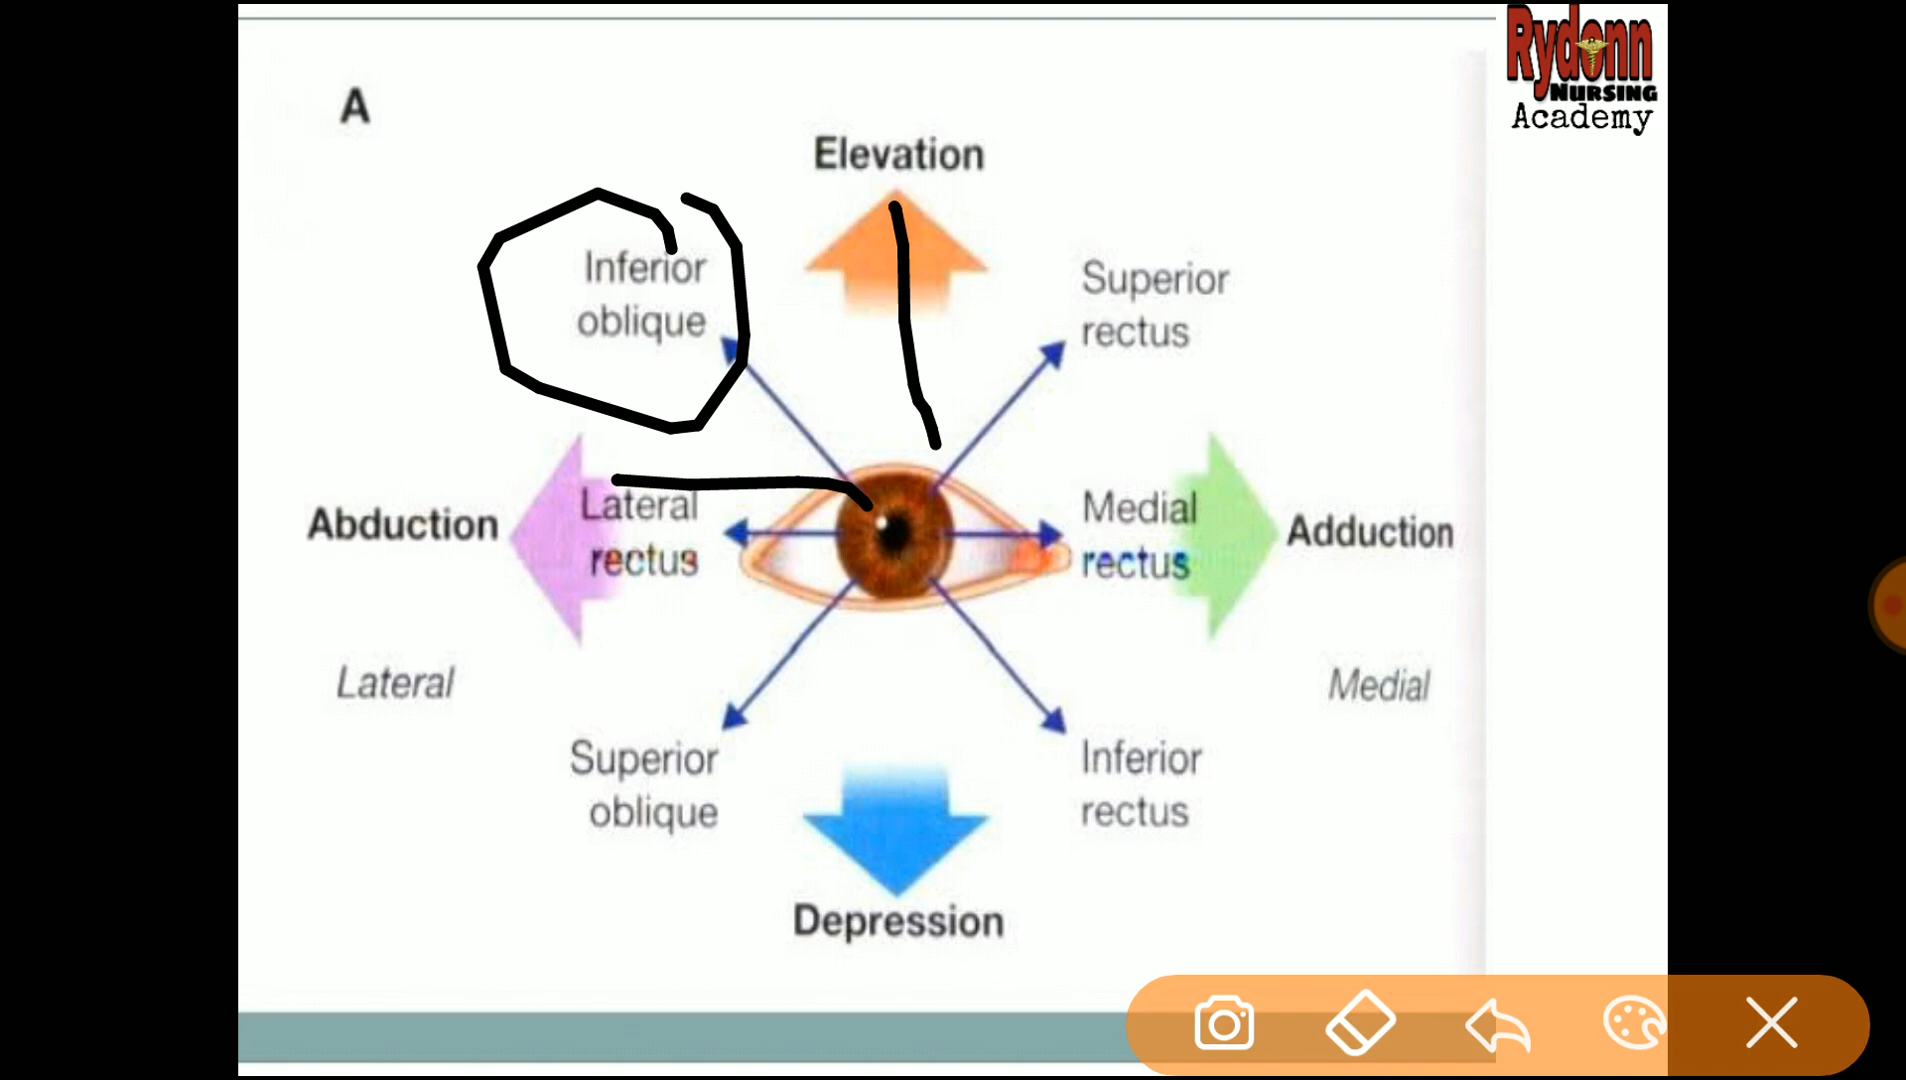 Rydonn
NURSING
Academy
A
Elevation
Inferior
oblique
Superior
rectus
Abduction
Lateral
rectus
Medial
rectus
Adduction
Lateral
Medial
Superior
oblique
Inferior
rectus
Depression